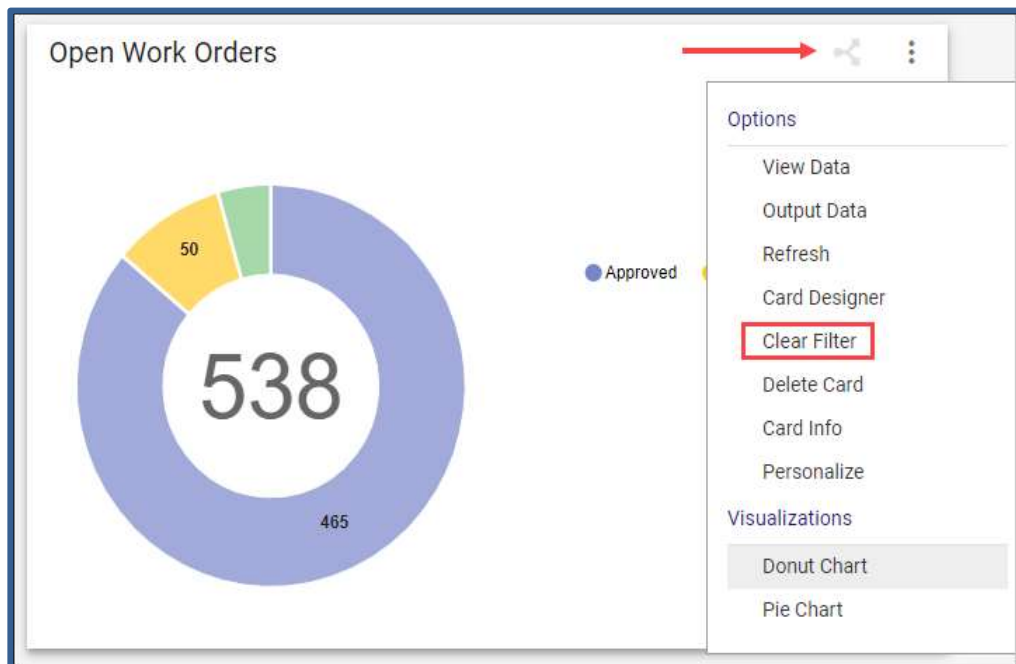 Open Work Orders
Options
View Data
Output Data
Refresh
Card Designer
Clear Filter
Delete Card
Card Info
Personalize
Visualizations
Donut Chart
Pie Chart
50
Approved
538
465